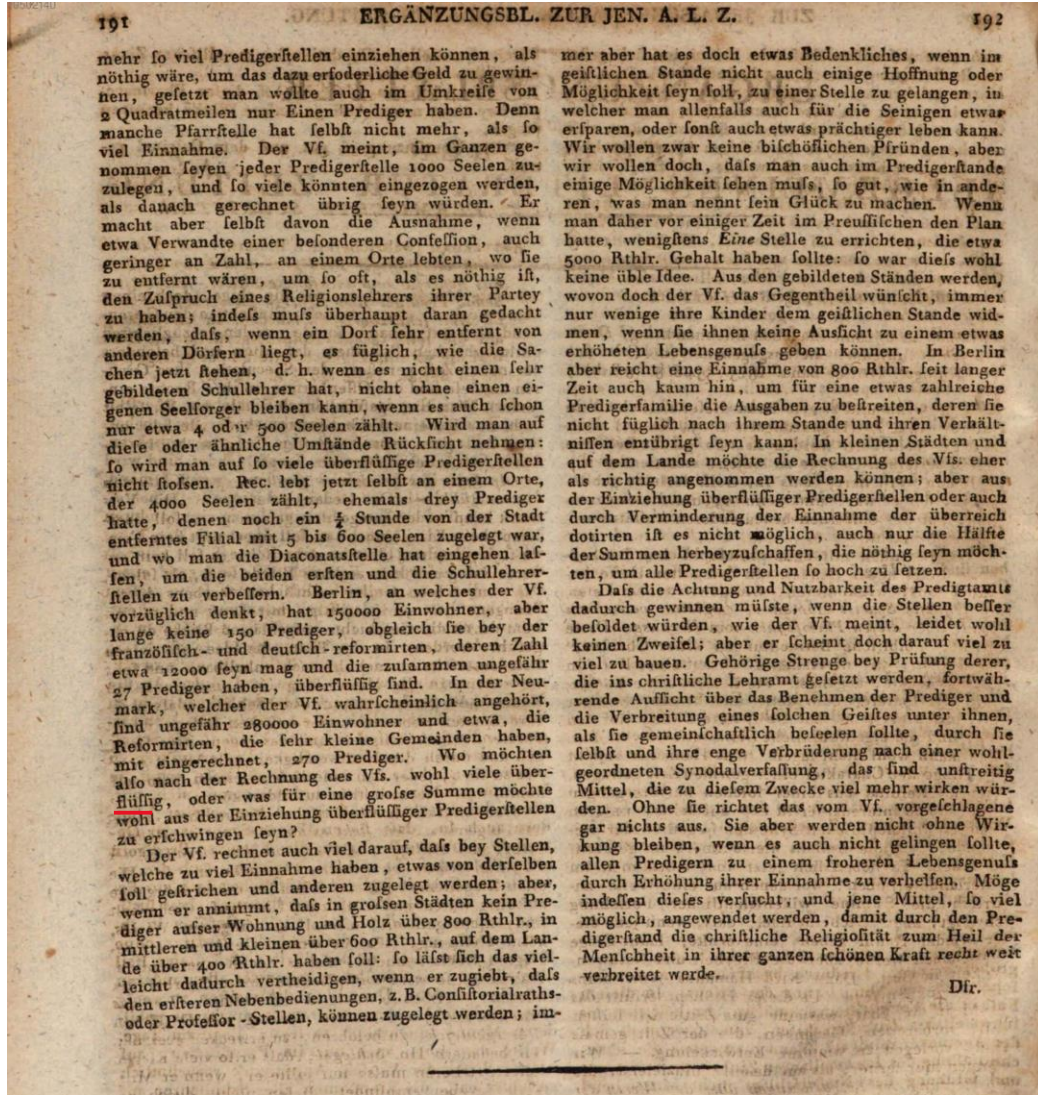 9502140
191
ERGÄNZUNGSBL. ZUR JEN. A. L. Z.
192
mehr ſo viel Predigerſtellen einziehen können, als
nöthig wäre, um das dazu erfoderliche Geld zu gewin-
nen, geſetzt man wollte auch im Umkreiſe von
2 Quadratmeilen nur Einen Prediger haben. Denn
manche Pfarrſtelle hat ſelbſt nicht mehr, als ſo
viel Einnahme. Der Vf. meint, im Ganzen ge-
nommen ſeyen jeder Predigerſtelle 1000 Seelen zu-
zulegen, und ſo viele könnten eingezogen werden,
als danach gerechnet übrig ſeyn würden. Er
macht aber ſelbſt davon die Ausnahme, wenn
etwa Verwandte einer beſonderen Confeſſion, auch
geringer an Zahl, an einem Orte lebten, wo ſie
zu entfernt wären, um ſo oft, als es nöthig iſt,
den Zuſpruch eines Religionslehrers ihrer Partey
zu haben; indeſs muſs überhaupt daran gedacht
werden, daſs, wenn ein Dorf ſehr entfernt von
anderen Dörfern liegt, es füglich, wie die Sa-
chen jetzt ſtehen, d. h. wenn es nicht einen ſehr
gebildeten Schullehrer hat, nicht ohne einen ei-
genen Seelſorger bleiben kann, wenn es auch ſchon
nur etwa 4 oder 500 Seelen zählt. Wird man auf
dieſe oder ähnliche Umſtände Rückſicht nehmen:
ſo wird man auf ſo viele überflüſſige Predigerſtellen
nicht ſtoſsen. Rec. lebt jetzt ſelbſt an einem Orte,
der 4000 Seelen zählt, ehemals drey Prediger
hatte, denen noch ein ½ Stunde von der Stadt
entferntes Filial mit 5 bis 600 Seelen zugelegt war,
und wo man die Diaconatsſtelle hat eingehen laſ-
ſen, um die beiden erſten und die Schullehrer-
ſtellen zu verbeſſern. Berlin, an welches der Vf.
vorzüglich denkt, hat 150000 Einwohner, aber
lange keine 150 Prediger, obgleich ſie bey der
franzöſiſch- und deutſch-reformirten, deren Zahl
etwa 12000 ſeyn mag und die zuſammen ungefähr
27 Prediger haben, überflüſſig ſind. In der Neu-
mark, welcher der Vf. wahrſcheinlich angehört,
ſind ungefähr 280000 Einwohner und etwa, die
Reformirten, die ſehr kleine Gemeinden haben,
mit eingerechnet, 270 Prediger. Wo möchten
alſo nach der Rechnung des Vfs. wohl viele über-
flüſſig, oder was für eine groſse Summe möchte
wohl aus der Einziehung überflüſſiger Predigerſtellen
zu erſchwingen ſeyn?
Der Vf. rechnet auch viel darauf, daſs bey Stellen,
welche zu viel Einnahme haben, etwas von derſelben
ſoll geſtrichen und anderen zugelegt werden; aber,
wenn er annimmt, daſs in groſsen Städten kein Pre-
diger auſser Wohnung und Holz über 800 Rthlr., in
mittleren und kleinen über 600 Rthlr., auf dem Lan-
de über 400 Rthlr. haben ſoll: ſo läſst ſich das viel-
leicht dadurch vertheidigen, wenn er zugiebt, daſs
den erſteren Nebenbedienungen, z. B. Conſiſtorialraths-
oder Profeſſor-Stellen, können zugelegt werden; im-
mer aber hat es doch etwas Bedenkliches, wenn im
geiſtlichen Stande nicht auch einige Hoffnung oder
Möglichkeit ſeyn ſoll, zu einer Stelle zu gelangen, in
welcher man allenfalls auch für die Seinigen etwas
erſparen, oder ſonſt auch etwas prächtiger leben kann.
Wir wollen zwar keine biſchöflichen Pfründen, aber
wir wollen doch, daſs man auch im Predigerſtande
einige Möglichkeit ſehen muſs, ſo gut, wie in ande-
ren, was man nennt ſein Glück zu machen. Wenn
man daher vor einiger Zeit im Preuſſiſchen den Plan
hatte, wenigſtens Eine Stelle zu errichten, die etwa
5000 Rthlr. Gehalt haben ſollte: ſo war dieſs wohl
keine üble Idee. Aus den gebildeten Ständen werden,
wovon doch der Vf. das Gegentheil wünſcht, immer
nur wenige ihre Kinder dem geiſtlichen Stande wid-
men, wenn ſie ihnen keine Ausſicht zu einem etwas
erhöheten Lebensgenuſs geben können. In Berlin
aber reicht eine Einnahme von 800 Rthlr. ſeit langer
Zeit auch kaum hin, um für eine etwas zahlreiche
Predigerfamilie die Ausgaben zu beſtreiten, deren ſie
nicht füglich nach ihrem Stande und ihren Verhält-
niſſen entübrigt ſeyn kann. In kleinen Städten und
auf dem Lande möchte die Rechnung des Vfs. eher
als richtig angenommen werden können; aber aus
der Einziehung überflüſſiger Predigerſtellen oder auch
durch Verminderung der Einnahme der überreich
dotirten iſt es nicht möglich, auch nur die Hälfte
der Summen herbeyzuſchaffen, die nöthig ſeyn möch-
ten, um alle Predigerſtellen ſo hoch zu ſetzen.
Daſs die Achtung und Nutzbarkeit des Predigtamts
dadurch gewinnen müſste, wenn die Stellen beſſer
beſoldet würden, wie der Vf. meint, leidet wohl
keinen Zweifel; aber er ſcheint doch darauf viel zu
viel zu bauen. Gehörige Strenge bey Prüfung derer,
die ins chriſtliche Lehramt geſetzt werden, fortwäh-
rende Aufſicht über das Benehmen der Prediger und
die Verbreitung eines ſolchen Geiſtes unter ihnen,
als ſie gemeinſchaftlich beſeelen ſollte, durch ſie
ſelbſt und ihre enge Verbrüderung nach einer wohl-
geordneten Synodalverfaſſung, das ſind unſtreitig
Mittel, die zu dieſem Zwecke viel mehr wirken wür-
den. Ohne ſie richtet das vom Vf. vorgeſchlagene
gar nichts aus. Sie aber werden nicht ohne Wir-
kung bleiben, wenn es auch nicht gelingen ſollte,
allen Predigern zu einem froheren Lebensgenuſs
durch Erhöhung ihrer Einnahme zu verhelfen. Möge
indeſſen dieſes verſucht, und jene Mittel, ſo viel
möglich, angewendet werden, damit durch den Pre-
digerſtand die chriſtliche Religioſität zum Heil der
Menſchheit in ihrer ganzen ſchönen Kraft recht weit
verbreitet werde.
Dſr.